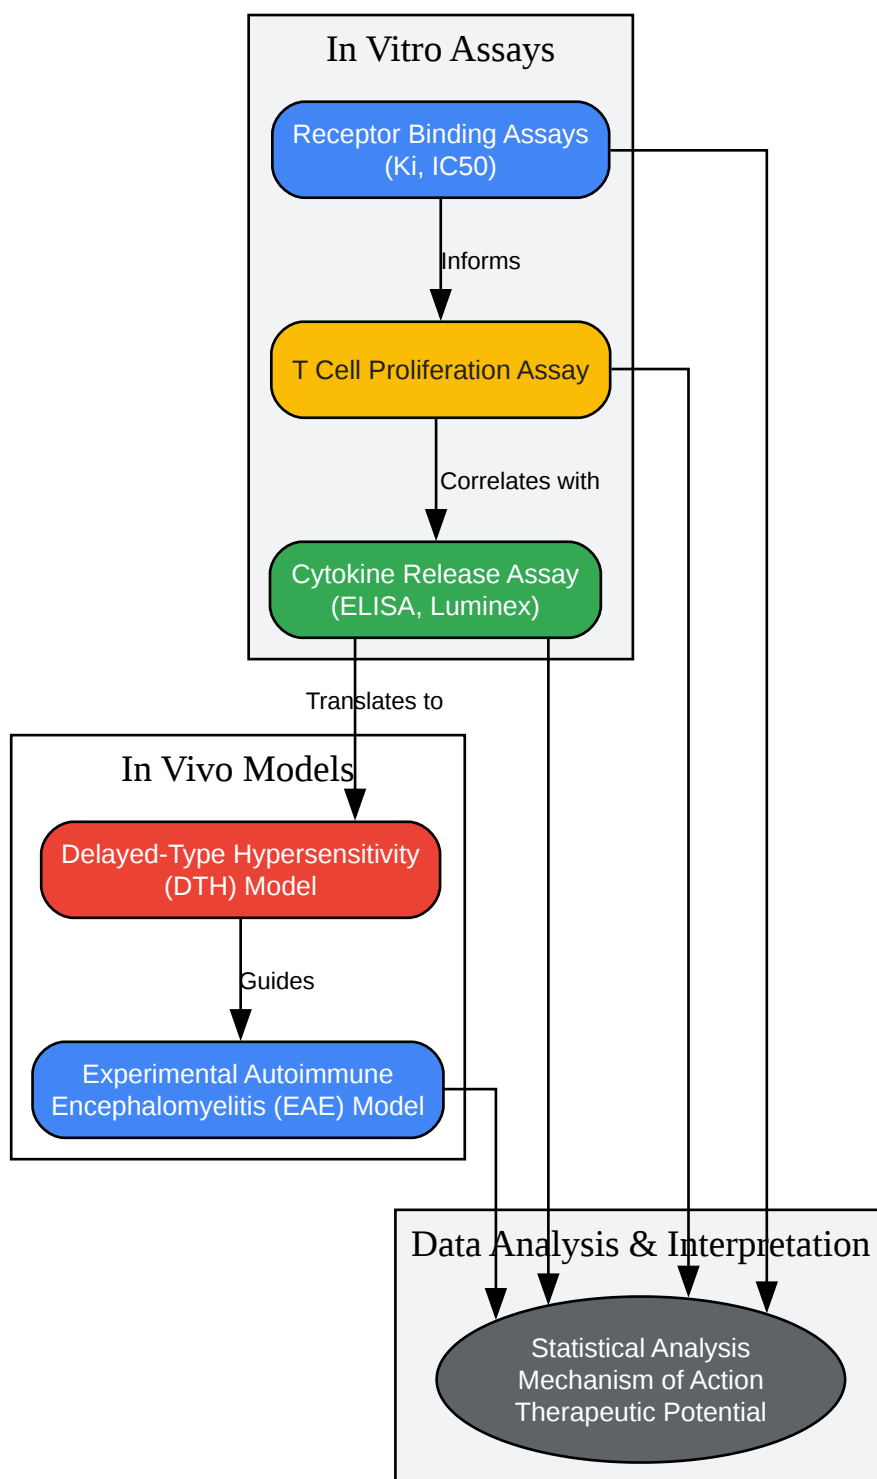 In Vitro Assays
Receptor Binding Assays
(Ki, IC50)
Informs
T Cell Proliferation Assay
Correlates with
Cytokine Release Assay
(ELISA, Luminex)
Translates to
In Vivo Models
Delayed-Type Hypersensitivity
(DTH) Model
Guides
Experimental Autoimmune
Encephalomyelitis (EAE) Model
Data Analysis & Interpretation
Statistical Analysis
Mechanism of Action
Therapeutic Potential